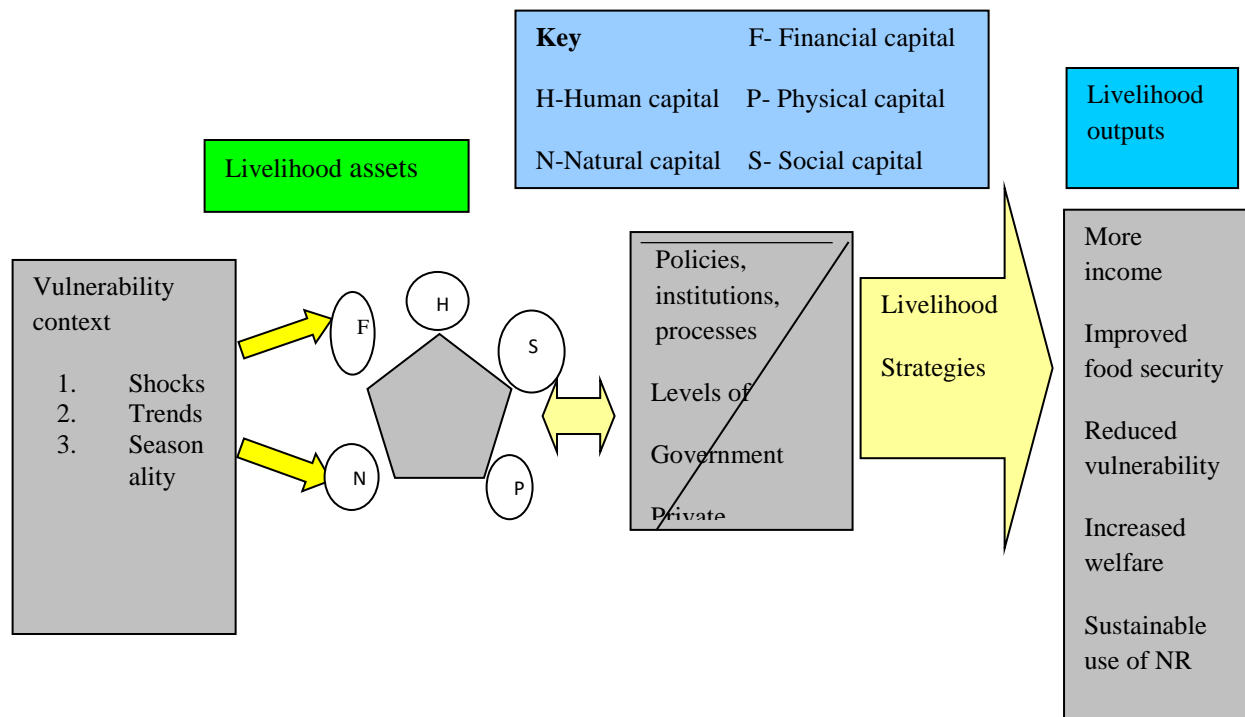 Key F- Financial capital
H-Human capital P- Physical capital
N-Natural capital S- Social capital
Livelihood
outputs
Livelihood assets
Vulnerability
context
1. Shocks
2. Trends
3. Season
ality
F
H
S
N
P
Policies,
institutions,
processes
Levels of
Government
Private
Livelihood
Strategies
More
income
Improved
food security
Reduced
vulnerability
Increased
welfare
Sustainable
use of NR